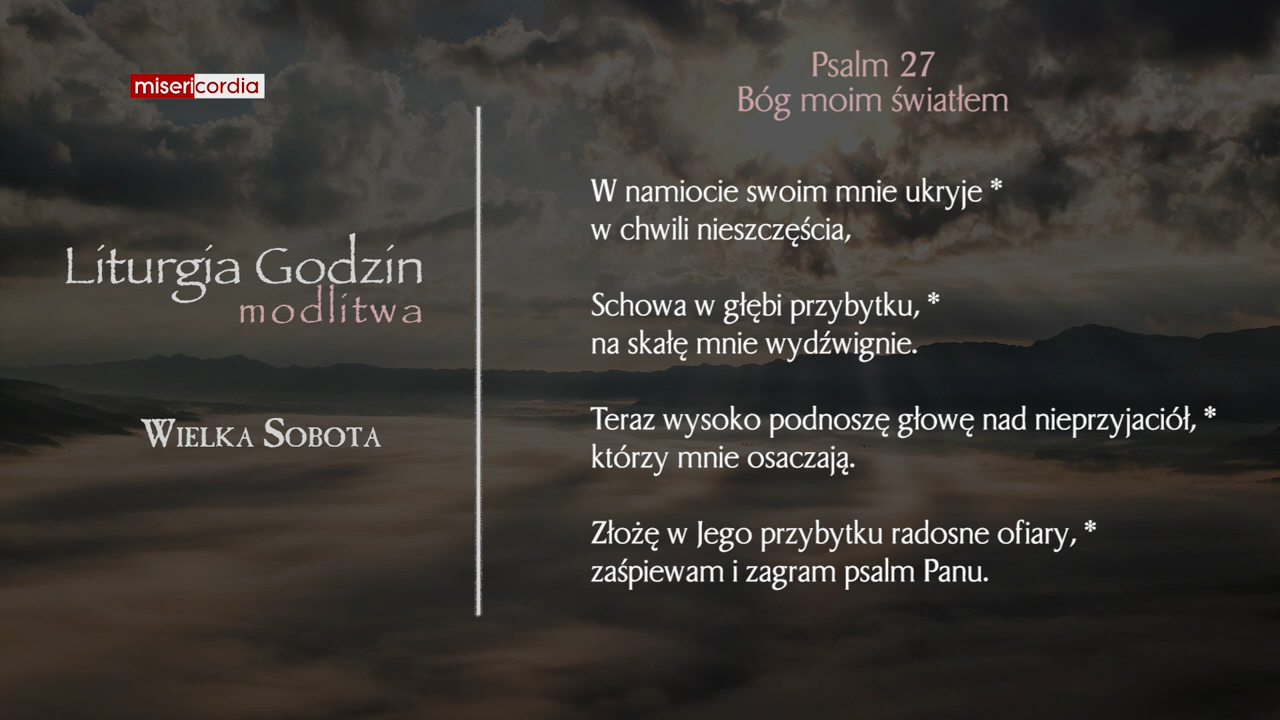 misericordia
Liturgia Godzin
modlitwa
Wielka Sobota
Psalm 27
Bóg moim światłem
W namiocie swoim mnie ukryje *
w chwili nieszczęścia,
Schowa w głębi przybytku, *
na skałę mnie wydźwignie.
Teraz wysoko podnoszę głowę nad nieprzyjaciół, *
którzy mnie osaczają.
Złożę w Jego przybytku radosne ofiary, *
zaśpiewam i zagram psalm Panu.